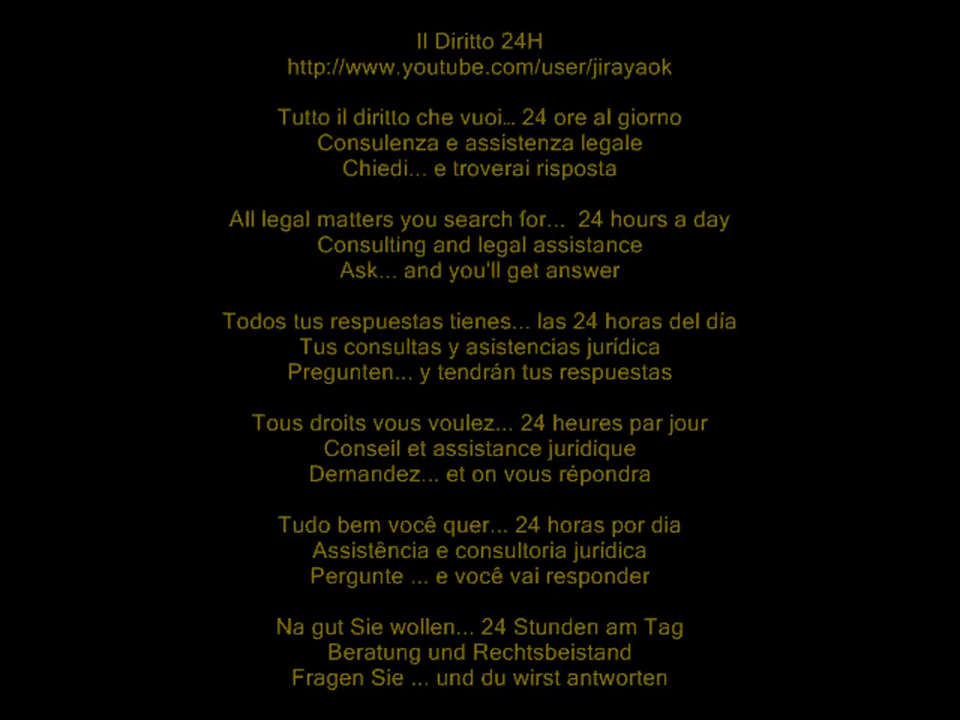 Il Diritto 24H
http://www.youtube.com/user/jirayaok
Tutto il diritto che vuoi... 24 ore al giorno
Consulenza e assistenza legale
Chiedi... e troverai risposta
All legal matters you search for...  24 hours a day
Consulting and legal assistance
Ask... and you'll get answer
Todos tus respuestas tienes... las 24 horas del día
Tus consultas y asistencias jurídica
Pregunten... y tendrán tus respuestas
Tous droits vous voulez... 24 heures par jour
Conseil et assistance juridique
Demandez... et on vous répondra
Tudo bem você quer... 24 horas por dia
Assistência e consultoria jurídica
Pergunte ... e você vai responder
Na gut Sie wollen... 24 Stunden am Tag
Beratung und Rechtsbeistand
Fragen Sie ... und du wirst antworten